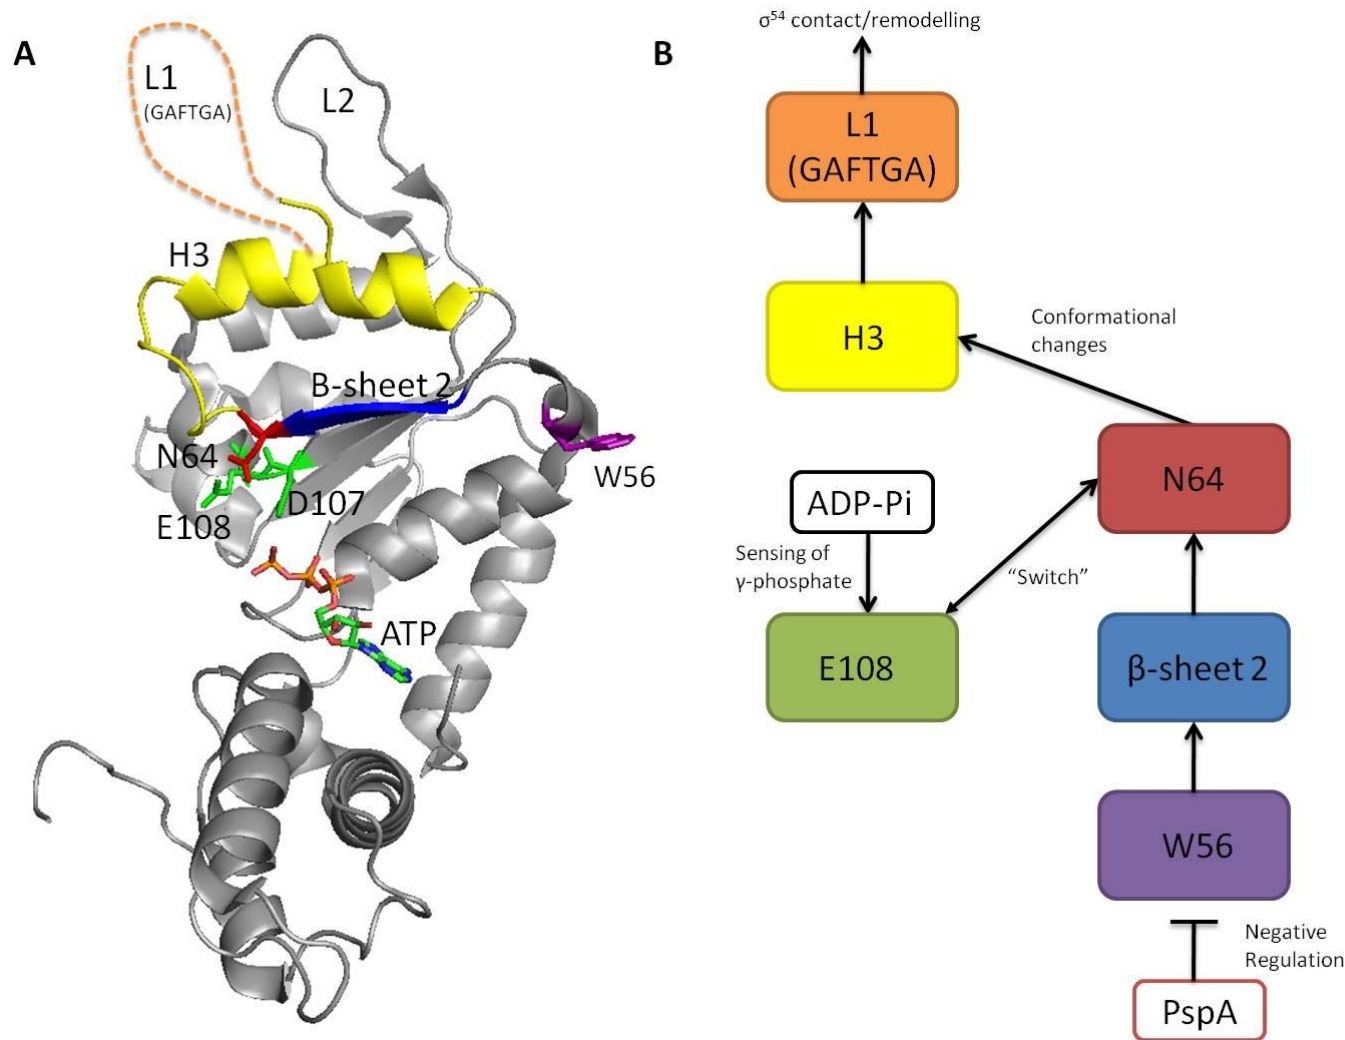 A
L1
(GAFTGA)
L2
H3
B-sheet 2
N64
D107
E108
W56
ATP
B
σ⁵⁴ contact/remodelling
L1
(GAFTGA)
H3
Conformational
changes
N64
ADP-Pi
Sensing of
γ-phosphate
“Switch”
E108
β-sheet 2
W56
Negative
Regulation
PspA